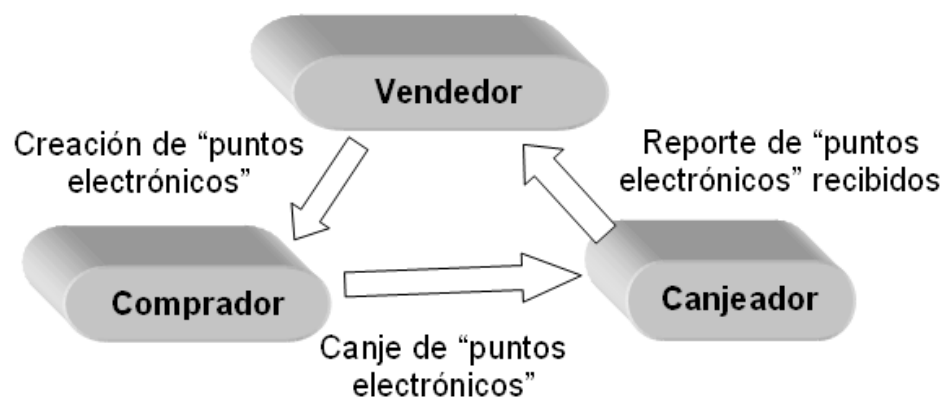 Vendedor
Creación de “puntos
electrónicos”
Reporte de “puntos
electrónicos” recibidos
Comprador
Canjeador
Canje de “puntos
electrónicos”